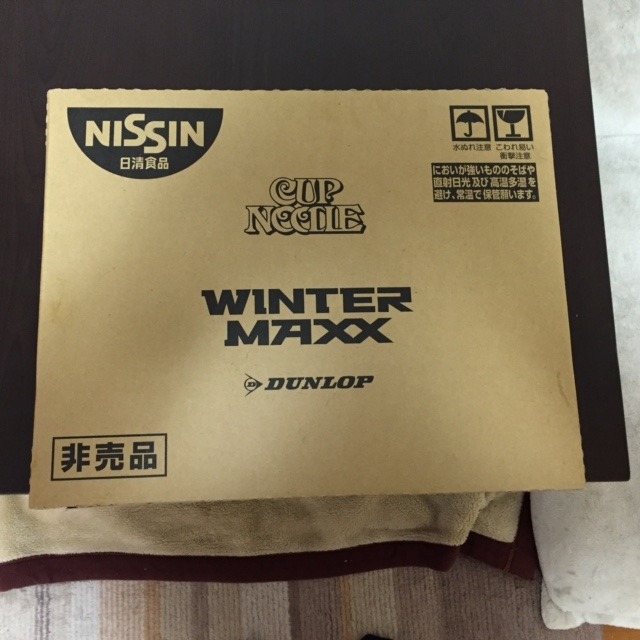 NISSIN
日清食品
水ぬれ注意
こわれ易い
衝撃注意
においが強いもののそばや
直射日光及び高温多湿を
避け、常温で保管願います。
CUP
NOODLE
WINTER
MAXX
DUNLOP
非売品